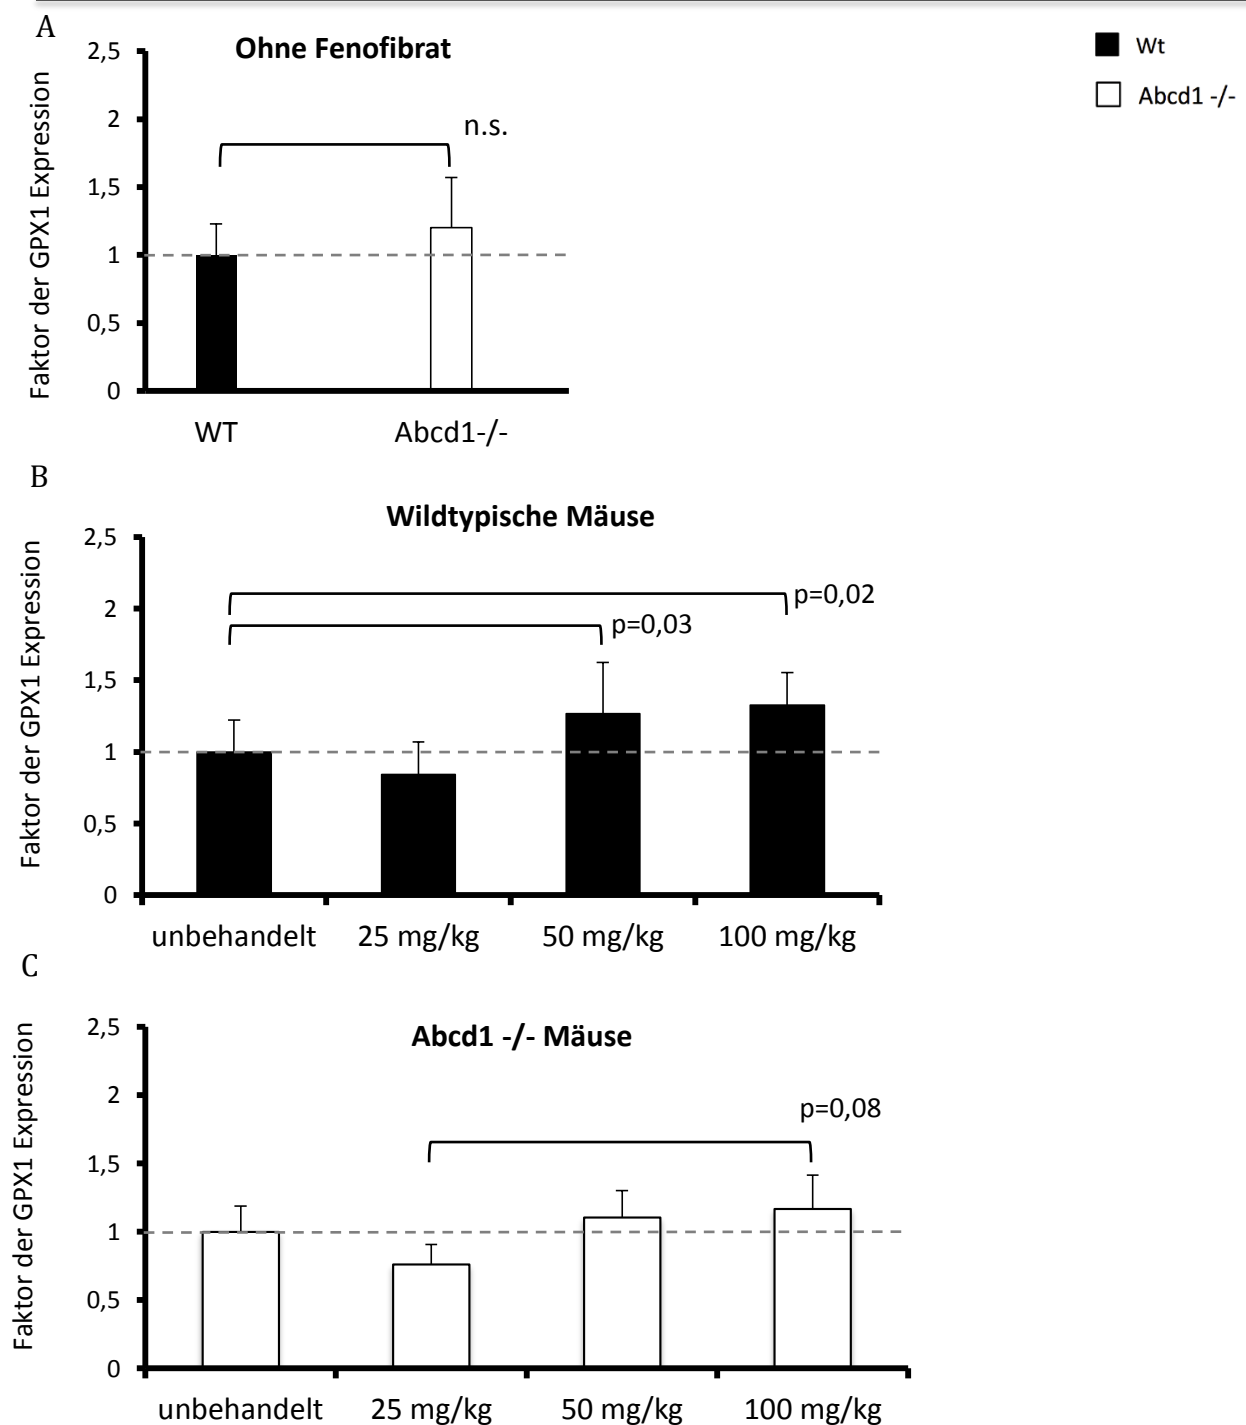 A
Ohne Fenofibrat
Wt
Abcd1 -/-
Faktor der GPX1 Expression
2,5
2
1,5
1
0,5
0
n.s.
WT
Abcd1-/-
B
Wildtypische Mäuse
Faktor der GPX1 Expression
2,5
2
1,5
1
0,5
0
p=0,02
p=0,03
unbehandelt
25 mg/kg
50 mg/kg
100 mg/kg
C
Abcd1 -/- Mäuse
Faktor der GPX1 Expression
2,5
2
1,5
1
0,5
0
p=0,08
unbehandelt
25 mg/kg
50 mg/kg
100 mg/kg